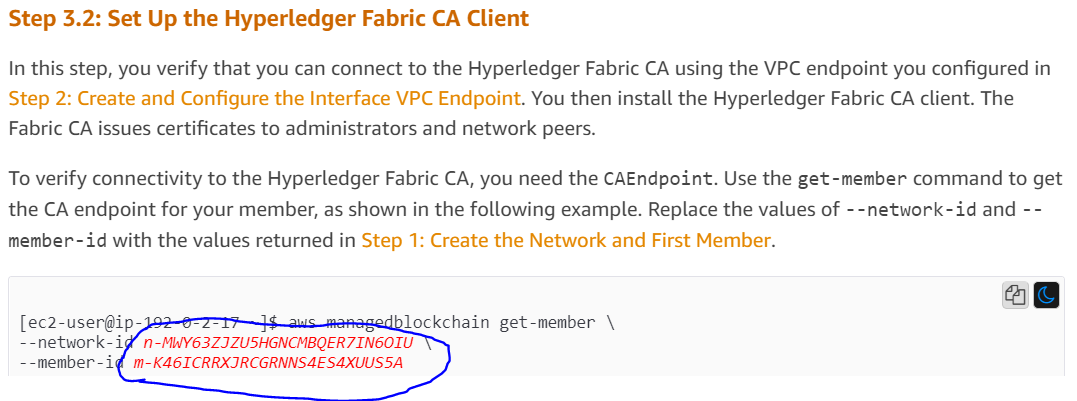 Step 3.2: Set Up the Hyperledger Fabric CA Client
In this step, you verify that you can connect to the Hyperledger Fabric CA using the VPC endpoint you configured in
Step 2: Create and Configure the Interface VPC Endpoint. You then install the Hyperledger Fabric CA client. The
Fabric CA issues certificates to administrators and network peers.
To verify connectivity to the Hyperledger Fabric CA, you need the CAEndpoint. Use the get-member command to get
the CA endpoint for your member, as shown in the following example. Replace the values of --network-id and --
member-id with the values returned in Step 1: Create the Network and First Member.
[ec2-user@ip-192-0-2-17 ~]$ aws managedblockchain get-member \
--network-id n-MWY63ZJZU5HGNCMBQER7IN6OIU \
--member-id m-K46ICRRXJRCGRNNS4ES4XUUS5A